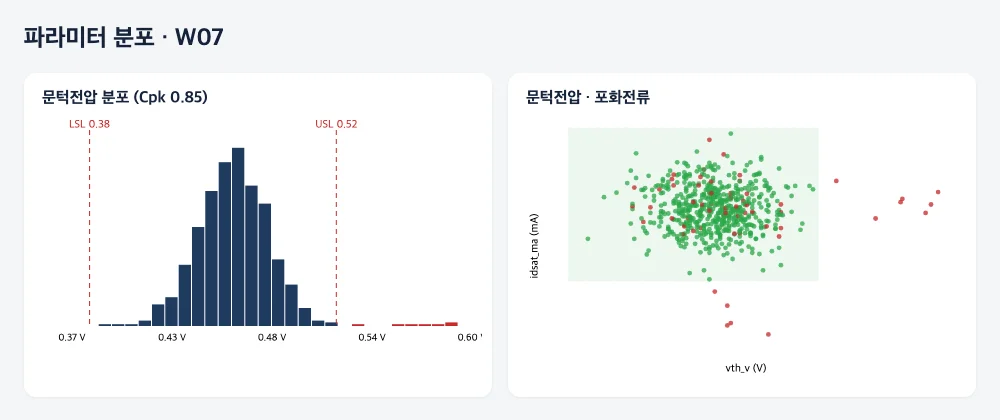 파라미터 분포 · W07
문턱전압 분포 (Cpk 0.85)
LSL 0.38
USL 0.52
0.37 V
0.43 V
0.48 V
0.54 V
0.60 '
문턱전압 · 포화전류
idsat_ma (mA)
vth_v (V)